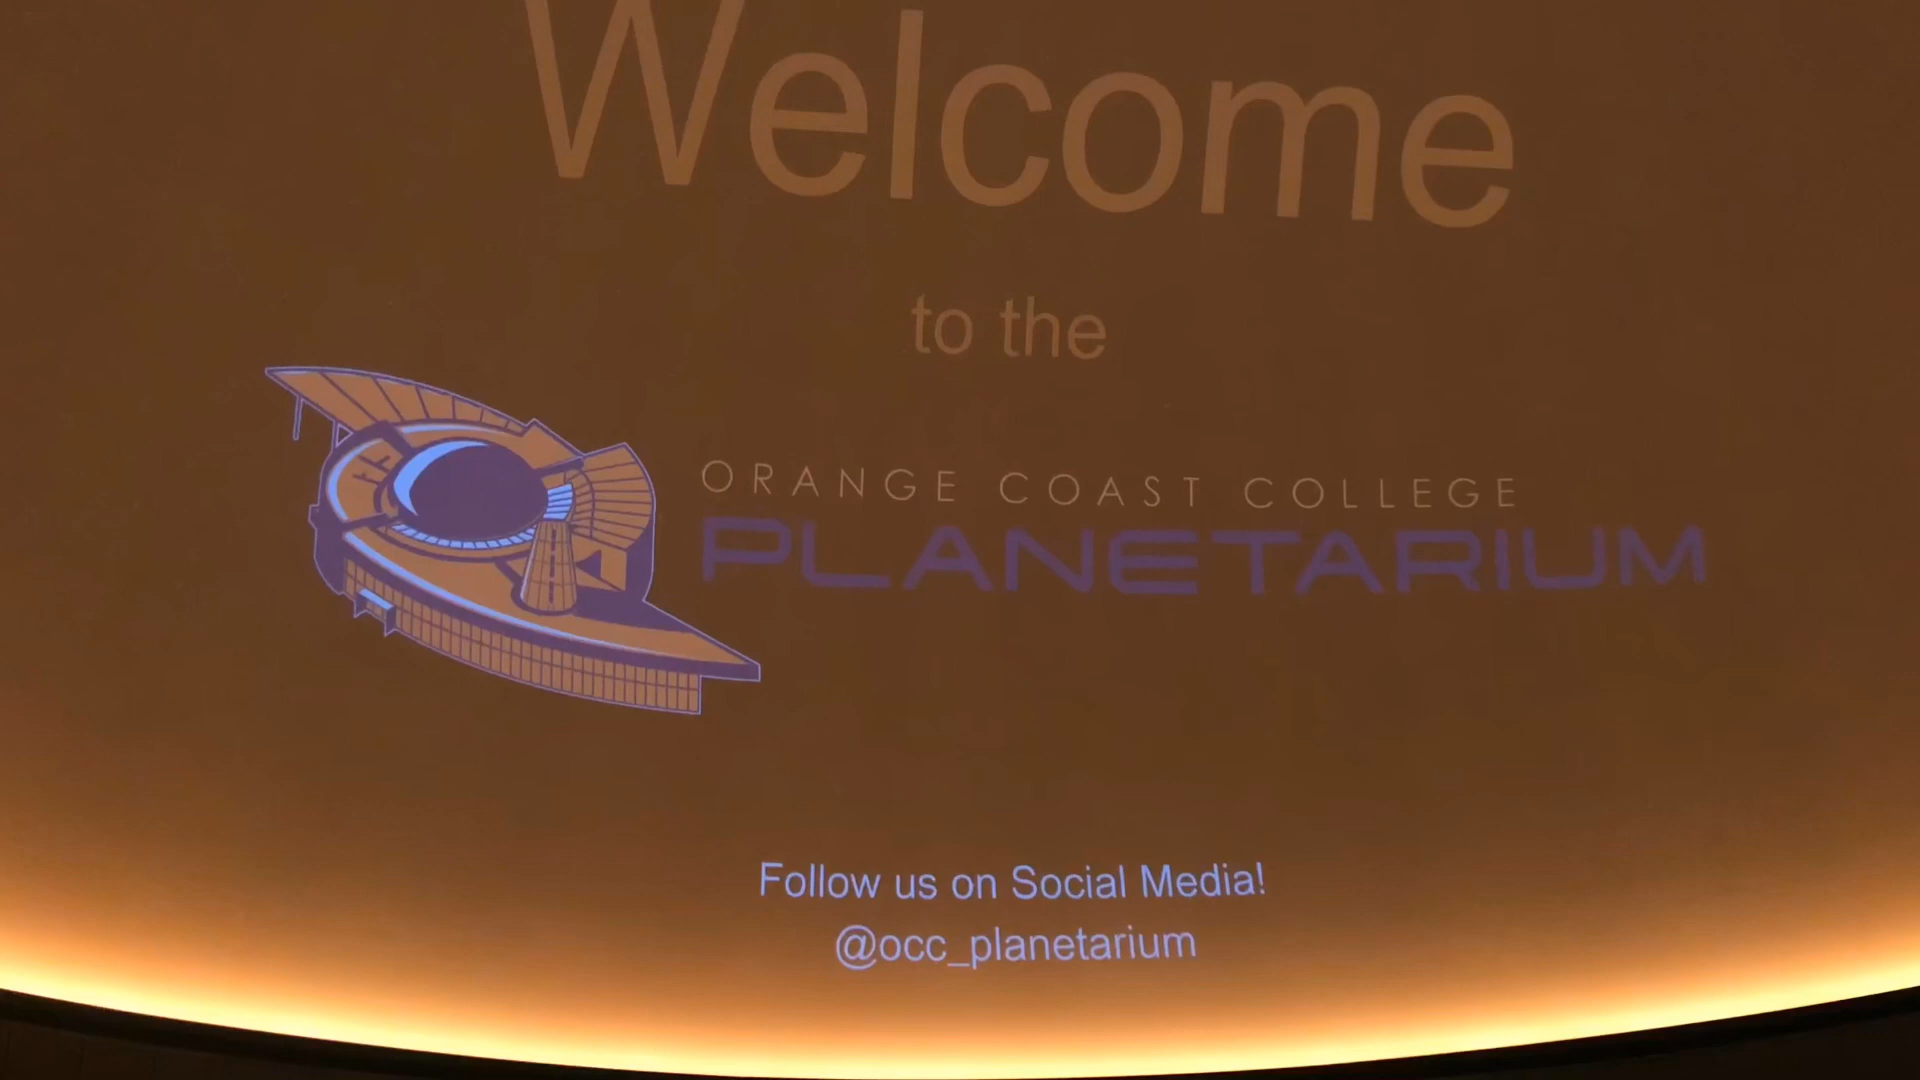 Welcome
to the
ORANGE COAST COLLEGE
PLANETARIUM
Follow us on Social Media!
@occ_planetarium